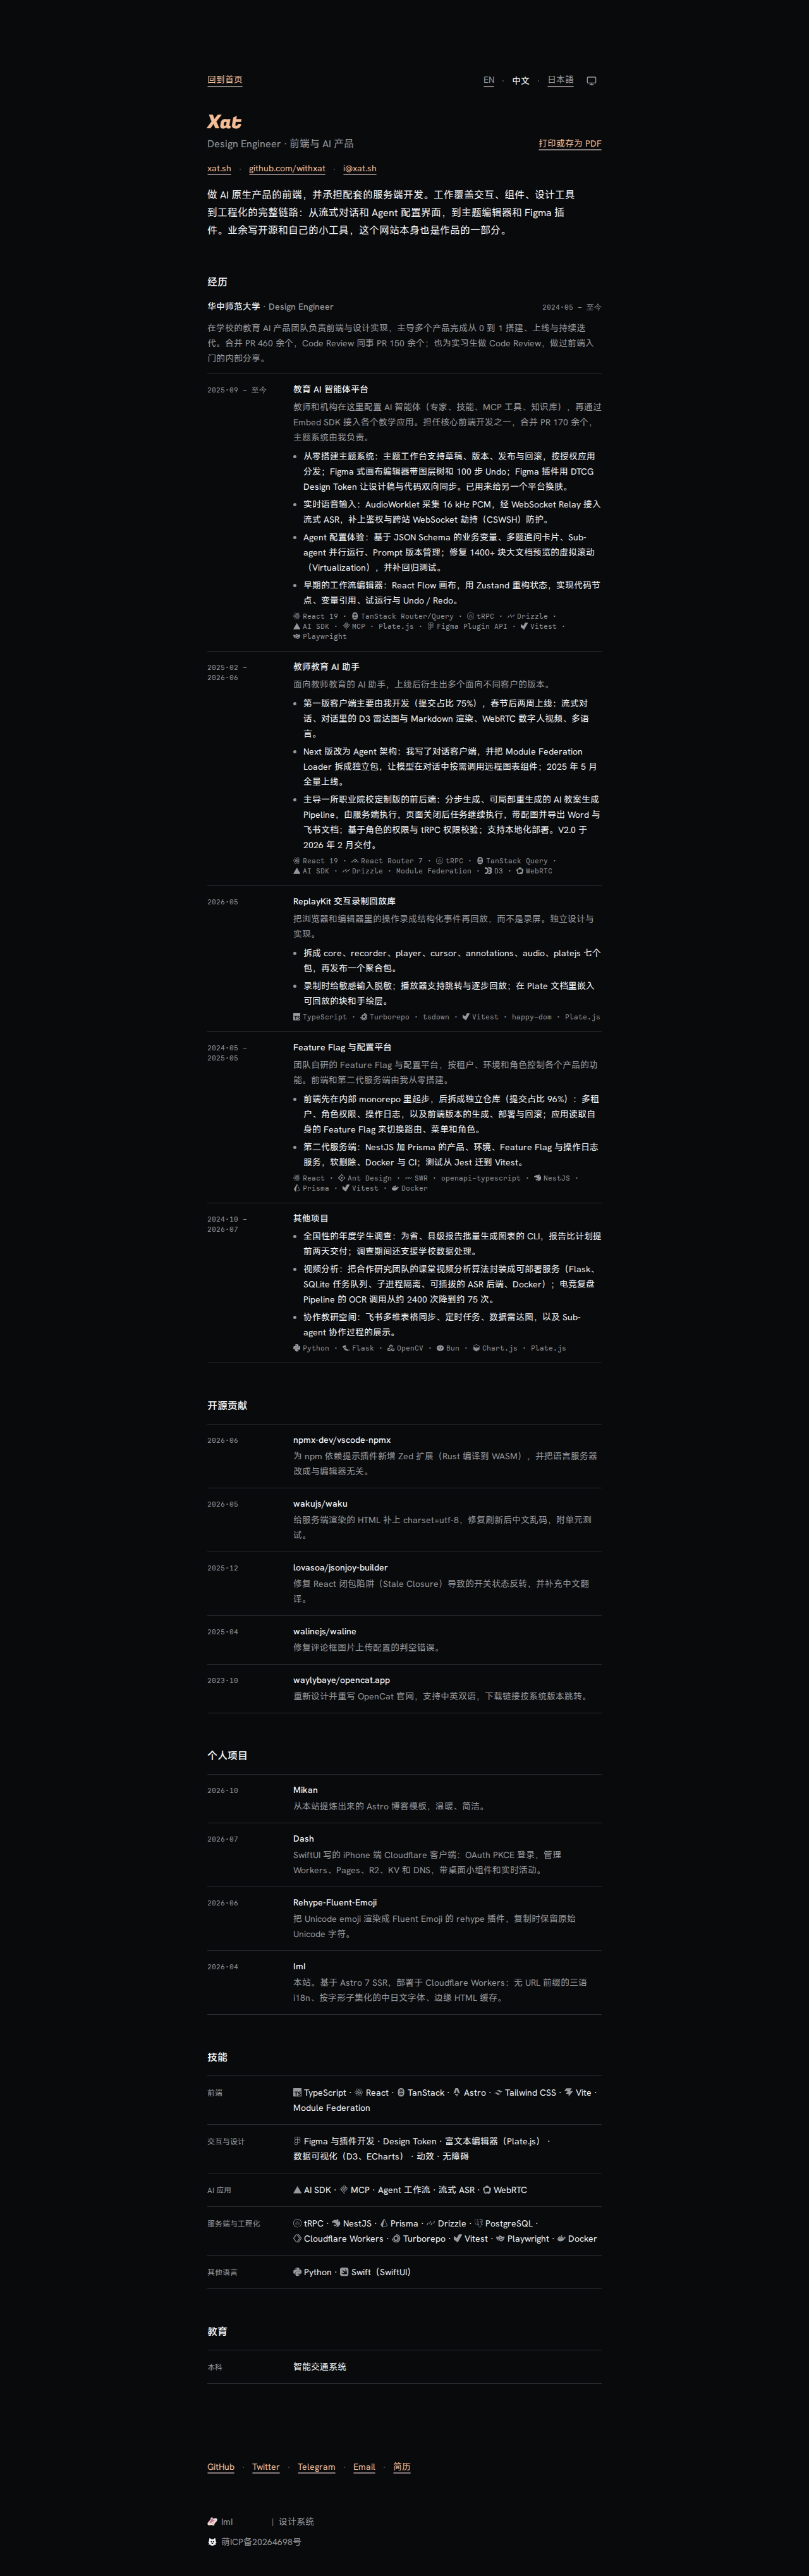 回到首页
EN · 中文 · 日本語
Xat
Design Engineer · 前端与 AI 产品
打印或存为 PDF
xat.sh · github.com/withxat · i@xat.sh
做 AI 原生产品的前端，并承担配套的服务端开发。工作覆盖交互、组件、设计工具
到工程化的完整链路：从流式对话和 Agent 配置界面，到主题编辑器和 Figma 插
件。业余写开源和自己的小工具，这个网站本身也是作品的一部分。
经历
华中师范大学 · Design Engineer
2024-05 – 至今
在学校的教育 AI 产品团队负责前端与设计实现，主导多个产品完成从 0 到 1 搭建、上线与持续迭
代。合并 PR 460 余个，Code Review 同事 PR 150 余个；也为实习生做 Code Review，做过前端入
门的内部分享。
2025-09 – 至今
教育 AI 智能体平台
教师和机构在这里配置 AI 智能体（专家、技能、MCP 工具、知识库），再通过
Embed SDK 接入各个教学应用。担任核心前端开发之一，合并 PR 170 余个，
主题系统由我负责。
从零搭建主题系统：主题工作台支持草稿、版本、发布与回滚，按授权应用
分发；Figma 式画布编辑器带图层树和 100 步 Undo；Figma 插件用 DTCG
Design Token 让设计稿与代码双向同步。已用来给另一个平台换肤。
实时语音输入：AudioWorklet 采集 16 kHz PCM，经 WebSocket Relay 接入
流式 ASR，补上鉴权与跨站 WebSocket 劫持（CSWSH）防护。
Agent 配置体验：基于 JSON Schema 的业务变量、多题追问卡片、Sub-
agent 并行运行、Prompt 版本管理；修复 1400+ 块大文档预览的虚拟滚动
（Virtualization），并补回归测试。
早期的工作流编辑器：React Flow 画布，用 Zustand 重构状态，实现代码节
点、变量引用、试运行与 Undo / Redo。
React 19 · TanStack Router/Query · tRPC · Drizzle ·
AI SDK · MCP · Plate.js · Figma Plugin API · Vitest ·
Playwright
2025-02 –
2026-06
教师教育 AI 助手
面向教师教育的 AI 助手，上线后衍生出多个面向不同客户的版本。
第一版客户端主要由我开发（提交占比 75%），春节后两周上线：流式对
话、对话里的 D3 雷达图与 Markdown 渲染、WebRTC 数字人视频、多语
言。
Next 版改为 Agent 架构：我写了对话客户端，并把 Module Federation
Loader 拆成独立包，让模型在对话中按需调用远程图表组件；2025 年 5 月
全量上线。
主导一所职业院校定制版的前后端：分步生成、可局部重生成的 AI 教案生成
Pipeline，由服务端执行，页面关闭后任务继续执行，带配图并导出 Word 与
飞书文档；基于角色的权限与 tRPC 权限校验；支持本地化部署。V2.0 于
2026 年 2 月交付。
React 19 · React Router 7 · tRPC · TanStack Query ·
AI SDK · Drizzle · Module Federation · D3 · WebRTC
2026-05
ReplayKit 交互录制回放库
把浏览器和编辑器里的操作录成结构化事件再回放，而不是录屏。独立设计与
实现。
拆成 core、recorder、player、cursor、annotations、audio、platejs 七个
包，再发布一个聚合包。
录制时给敏感输入脱敏；播放器支持跳转与逐步回放；在 Plate 文档里嵌入
可回放的块和手绘层。
TypeScript · Turborepo · tsdown · Vitest · happy-dom · Plate.js
2024-05 –
2025-05
Feature Flag 与配置平台
团队自研的 Feature Flag 与配置平台，按租户、环境和角色控制各个产品的功
能。前端和第二代服务端由我从零搭建。
前端先在内部 monorepo 里起步，后拆成独立仓库（提交占比 96%）：多租
户、角色权限、操作日志，以及前端版本的生成、部署与回滚；应用读取自
身的 Feature Flag 来切换路由、菜单和角色。
第二代服务端：NestJS 加 Prisma 的产品、环境、Feature Flag 与操作日志
服务，软删除、Docker 与 CI；测试从 Jest 迁到 Vitest。
React · Ant Design · SWR · openapi-typescript · NestJS ·
Prisma · Vitest · Docker
2024-10 –
2026-07
其他项目
全国性的年度学生调查：为省、县级报告批量生成图表的 CLI，报告比计划提
前两天交付；调查期间还支援学校数据处理。
视频分析：把合作研究团队的课堂视频分析算法封装成可部署服务（Flask、
SQLite 任务队列、子进程隔离、可插拔的 ASR 后端、Docker）；电竞复盘
Pipeline 的 OCR 调用从约 2400 次降到约 75 次。
协作教研空间：飞书多维表格同步、定时任务、数据雷达图，以及 Sub-
agent 协作过程的展示。
Python · Flask · OpenCV · Bun · Chart.js · Plate.js
开源贡献
2026-06
npmx-dev/vscode-npmx
为 npm 依赖提示插件新增 Zed 扩展（Rust 编译到 WASM），并把语言服务器
改成与编辑器无关。
2026-05
wakujs/waku
给服务端渲染的 HTML 补上 charset=utf-8，修复刷新后中文乱码，附单元测
试。
2025-12
lovasoa/jsonjoy-builder
修复 React 闭包陷阱（Stale Closure）导致的开关状态反转，并补充中文翻
译。
2025-04
walinejs/waline
修复评论框图片上传配置的判空错误。
2023-10
waylybaye/opencat.app
重新设计并重写 OpenCat 官网，支持中英双语，下载链接按系统版本跳转。
个人项目
2026-10
Mikan
从本站提炼出来的 Astro 博客模板，温暖、简洁。
2026-07
Dash
SwiftUI 写的 iPhone 端 Cloudflare 客户端：OAuth PKCE 登录，管理
Workers、Pages、R2、KV 和 DNS，带桌面小组件和实时活动。
2026-06
Rehype-Fluent-Emoji
把 Unicode emoji 渲染成 Fluent Emoji 的 rehype 插件，复制时保留原始
Unicode 字符。
2026-04
lml
本站。基于 Astro 7 SSR，部署于 Cloudflare Workers：无 URL 前缀的三语
i18n、按字形子集化的中日文字体、边缘 HTML 缓存。
技能
前端
TypeScript · React · TanStack · Astro · Tailwind CSS · Vite ·
Module Federation
交互与设计
Figma 与插件开发 · Design Token · 富文本编辑器（Plate.js） ·
数据可视化（D3、ECharts） · 动效 · 无障碍
AI 应用
AI SDK · MCP · Agent 工作流 · 流式 ASR · WebRTC
服务端与工程化
tRPC · NestJS · Prisma · Drizzle · PostgreSQL ·
Cloudflare Workers · Turborepo · Vitest · Playwright · Docker
其他语言
Python · Swift（SwiftUI）
教育
本科
智能交通系统
GitHub · Twitter · Telegram · Email · 简历
lml | 设计系统
萌ICP备20264698号